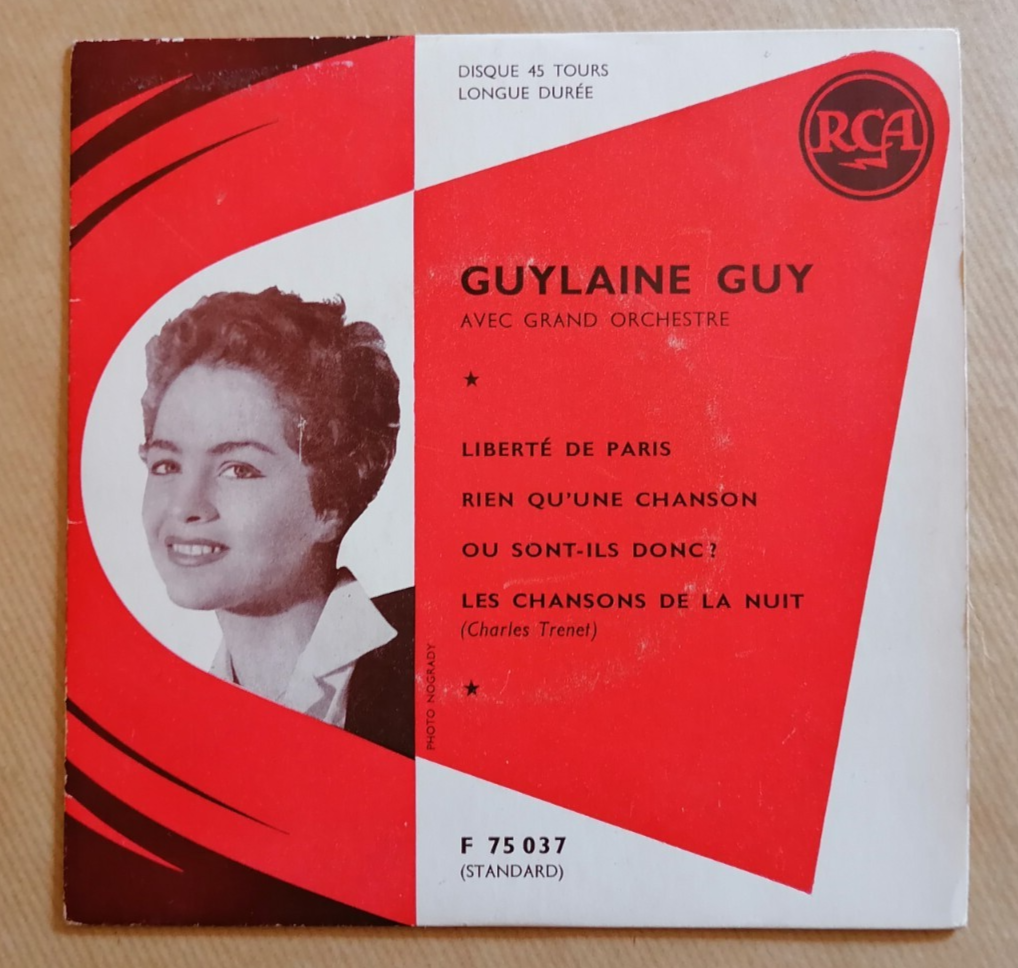 DISQUE 45 TOURS
LONGUE DURÉE
RCA
GUYLAINE GUY
AVEC GRAND ORCHESTRE
LIBERTÉ DE PARIS
RIEN QU'UNE CHANSON
OU SONT-ILS DONC?
LES CHANSONS DE LA NUIT
(Charles Trenet)
PHOTO NOGRADY
F 75 037
(STANDARD)